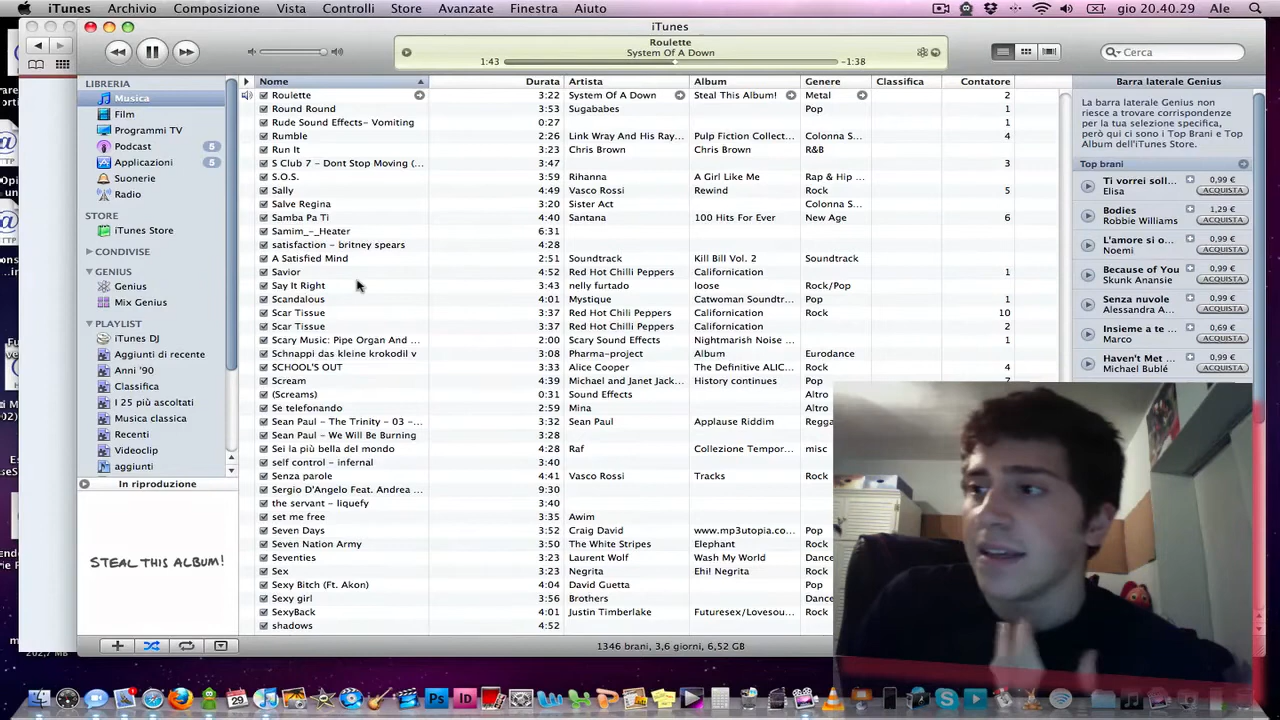 iTunes Archivio Composizione Vista Controlli Store Avanzate Finestra Aiuto gio 20.40.29 Ale
iTunes
Roulette
System Of A Down
1:43 -1:38
Cerca
LIBRERIA
Musica
Film
Programmi TV
Podcast 5
Applicazioni 5
Suonerie
Radio
STORE
iTunes Store
CONDIVISE
GENIUS
Genius
Mix Genius
PLAYLIST
iTunes DJ
Aggiunti di recente
Anni '90
Classifica
I 25 più ascoltati
Musica classica
Recenti
Videoclip
aggiunti
In riproduzione
STEAL THIS ALBUM!
Nome Durata Artista Album Genere Classifica Contatore
Roulette 3:22 System Of A Down Steal This Album! Metal 2
Round Round 3:58 Sugababes Pop 1
Rude Sound Effects- Vomiting 0:27 1
Rumble 2:26 Link Wray And His Ray... Pulp Fiction Collect... Colonna S... 4
Run It 3:49 Chris Brown Chris Brown R&B
S Club 7 - Dont Stop Moving (... 3:47 3
S.O.S. 3:59 Rihanna A Girl Like Me Rap & Hip ...
Sally 4:49 Vasco Rossi Rewind Rock 5
Salve Regina 3:20 Sister Act Colonna S...
Samba Pa Ti 4:40 Santana 100 Hits For Ever New Age 6
Samim_-_Heater 6:31
satisfaction - britney spears 4:28
A Satisfied Mind 2:51 Soundtrack Kill Bill Vol. 2 Soundtrack
Savior 4:52 Red Hot Chilli Peppers Californication 1
Say It Right 3:43 nelly furtado loose Rock/Pop
Scandalous 4:01 Mystique Catwoman Soundtr... Pop 1
Scar Tissue 3:37 Red Hot Chilli Peppers Californication Rock 10
Scar Tissue 3:37 Red Hot Chilli Peppers Californication 2
Scary Music: Pipe Organ And ... 2:00 Scary Sound Effects Nightmarish Noise ... 1
Schnappi das kleine krokodil v 3:08 Pharma-project Album Eurodance
SCHOOL'S OUT 3:33 Alice Cooper The Definitive ALIC... Rock 4
Scream 4:39 Michael and Janet Jack... History continues Pop 7
(Screams) 0:31 Sound Effects Altro
Se telefonando 2:59 Mina Altro
Sean Paul - The Trinity - 03 -... 3:32 Sean Paul Applause Riddim Regga
Sean Paul - We Will Be Burning 3:28
Sei la più bella del mondo 4:28 Raf Collezione Tempor... misc
self control - infernal 3:40
Senza parole 4:41 Vasco Rossi Tracks Rock
Sergio D'Angelo Feat. Andrea ... 9:30
the servant - liquefy 3:40
set me free 3:35 Awim
Seven Days 3:52 Craig David www.mp3utopia.co... Pop
Seven Nation Army 3:50 The White Stripes Elephant Rock
Seventies 3:23 Laurent Wolf Wash My World Dance
Sex 3:23 Negrita Ehi! Negrita Rock
Sexy Bitch (Ft. Akon) 4:04 David Guetta Pop
Sexy girl 3:56 Brothers Dance
SexyBack 4:01 Justin Timberlake Futuresex/Lovesou... Rock
shadows 4:52
1346 brani, 3,6 giorni, 6,52 GB
Barra laterale Genius
La barra laterale Genius non
riesce a trovare corrispondenze
per la tua selezione specifica,
però qui ci sono i Top Brani e Top
Album dell'iTunes Store.
Top brani
Ti vorrei soll... 0,99 €
Elisa ACQUISTA
Bodies 1,29 €
Robbie Williams ACQUISTA
L'amore si o... 0,99 €
Noemi ACQUISTA
Because of You 0,99 €
Skunk Anansie ACQUISTA
Senza nuvole 0,99 €
Alessandra A... ACQUISTA
Insieme a te ... 0,69 €
Marco ACQUISTA
Haven't Met ... 0,99 €
Michael Bublé ACQUISTA